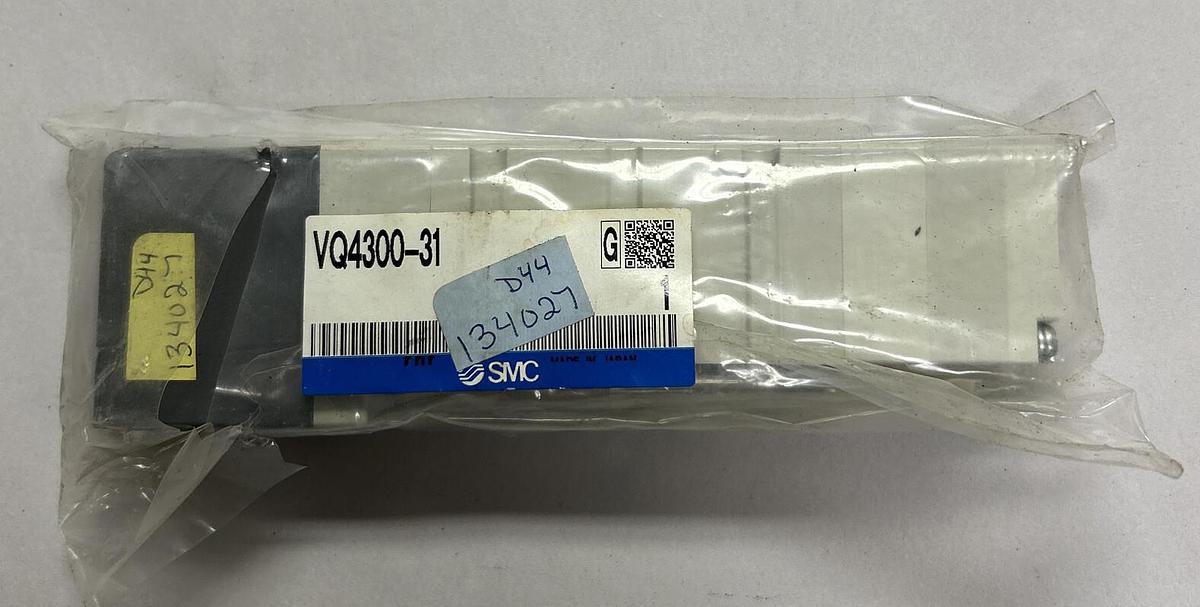 VQ4300-31
G
D44
134027
D44
134027
MADE IN JAPAN
SMC